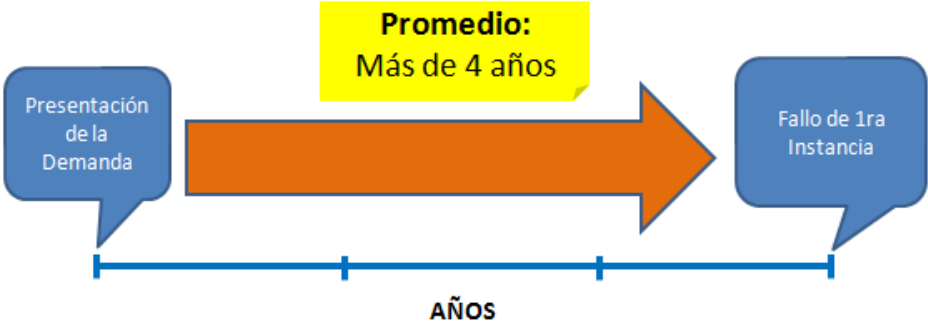 Promedio:
Más de 4 años
Presentación
de la
Demanda
Fallo de 1ra
Instancia
AÑOS